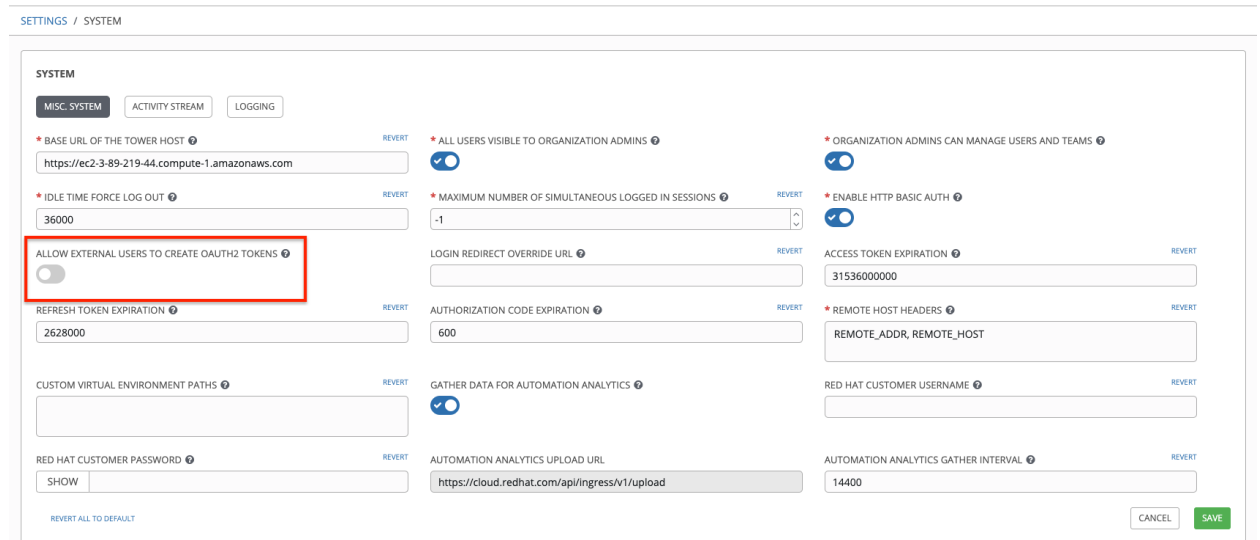 SETTINGS / SYSTEM
SYSTEM
MISC. SYSTEM ACTIVITY STREAM LOGGING
* BASE URL OF THE TOWER HOST REVERT * ALL USERS VISIBLE TO ORGANIZATION ADMINS * ORGANIZATION ADMINS CAN MANAGE USERS AND TEAMS
https://ec2-3-89-219-44.compute-1.amazonaws.com
* IDLE TIME FORCE LOG OUT REVERT * MAXIMUM NUMBER OF SIMULTANEOUS LOGGED IN SESSIONS REVERT * ENABLE HTTP BASIC AUTH
36000 -1
ALLOW EXTERNAL USERS TO CREATE OAUTH2 TOKENS LOGIN REDIRECT OVERRIDE URL REVERT ACCESS TOKEN EXPIRATION REVERT
31536000000
REFRESH TOKEN EXPIRATION REVERT AUTHORIZATION CODE EXPIRATION REVERT * REMOTE HOST HEADERS REVERT
2628000 600 REMOTE_ADDR, REMOTE_HOST
CUSTOM VIRTUAL ENVIRONMENT PATHS REVERT GATHER DATA FOR AUTOMATION ANALYTICS RED HAT CUSTOMER USERNAME REVERT
RED HAT CUSTOMER PASSWORD REVERT AUTOMATION ANALYTICS UPLOAD URL AUTOMATION ANALYTICS GATHER INTERVAL REVERT
SHOW https://cloud.redhat.com/api/ingress/v1/upload 14400
REVERT ALL TO DEFAULT CANCEL SAVE